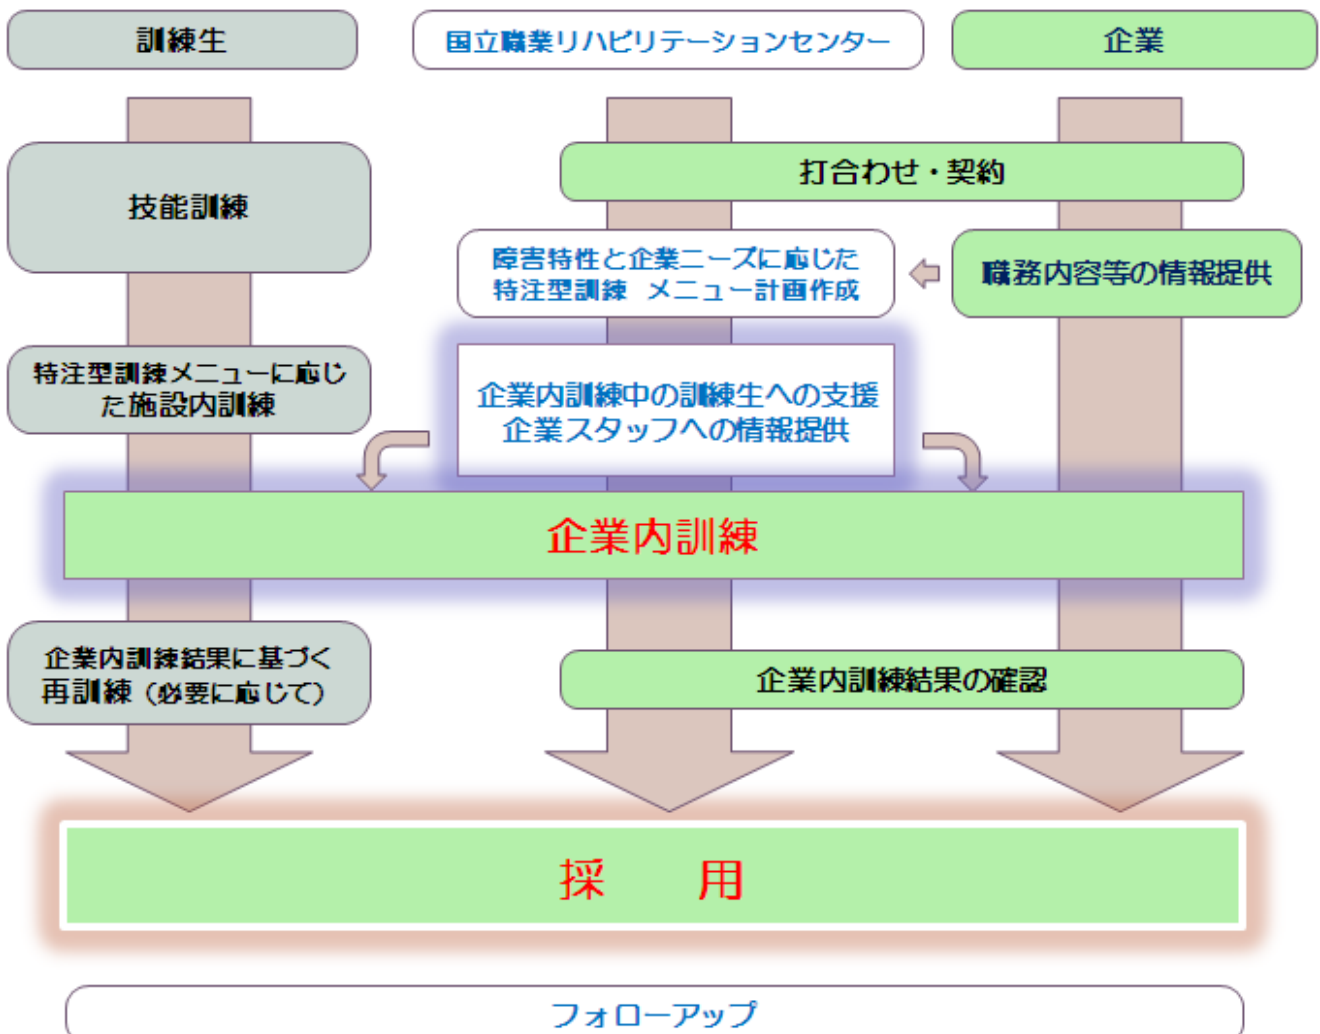 訓練生
国立職業リハビリテーションセンター
企業
打合わせ・契約
技能訓練
障害特性と企業ニーズに応じた
特注型訓練 メニュー計画作成
職務内容等の情報提供
特注型訓練メニューに応じ
た施設内訓練
企業内訓練中の訓練生への支援
企業スタッフへの情報提供
企業内訓練
企業内訓練結果に基づく
再訓練（必要に応じて）
企業内訓練結果の確認
採 用
フォローアップ